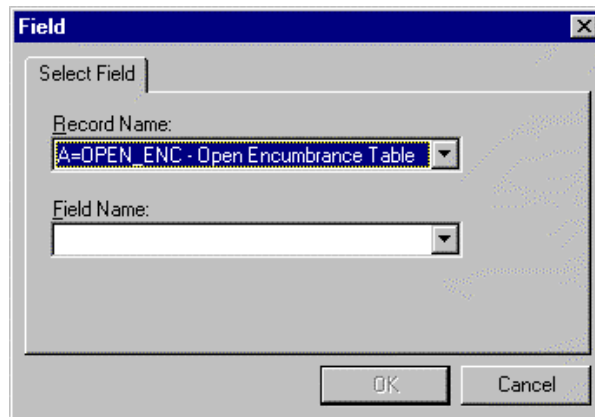 Field
Select Field
Record Name:
A=OPEN_ENC - Open Encumbrance Table
Field Name:
OK
Cancel